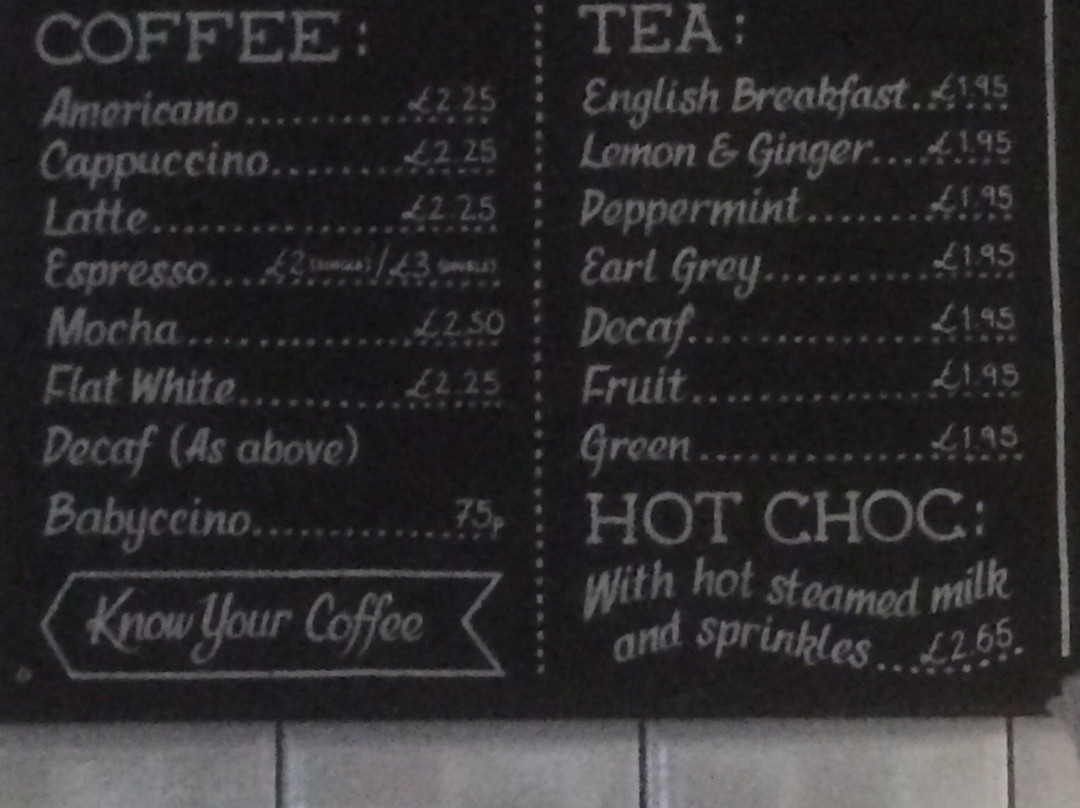 COFFEE:
Americano..............£2.25
Cappuccino............£2.25
Latte.....................£2.25
Espresso....£2 (SINGLE)/£3 (DOUBLE)
Mocha..................£2.50
Flat White..............£2.25
Decaf (As above)
Babyccino..............75p
Know Your Coffee
TEA:
English Breakfast..£1.95
Lemon & Ginger....£1.95
Peppermint..........£1.95
Earl Grey.............£1.95
Decaf..................£1.95
Fruit...................£1.95
Green..................£1.95
HOT CHOC:
With hot steamed milk
and sprinkles...£2.65